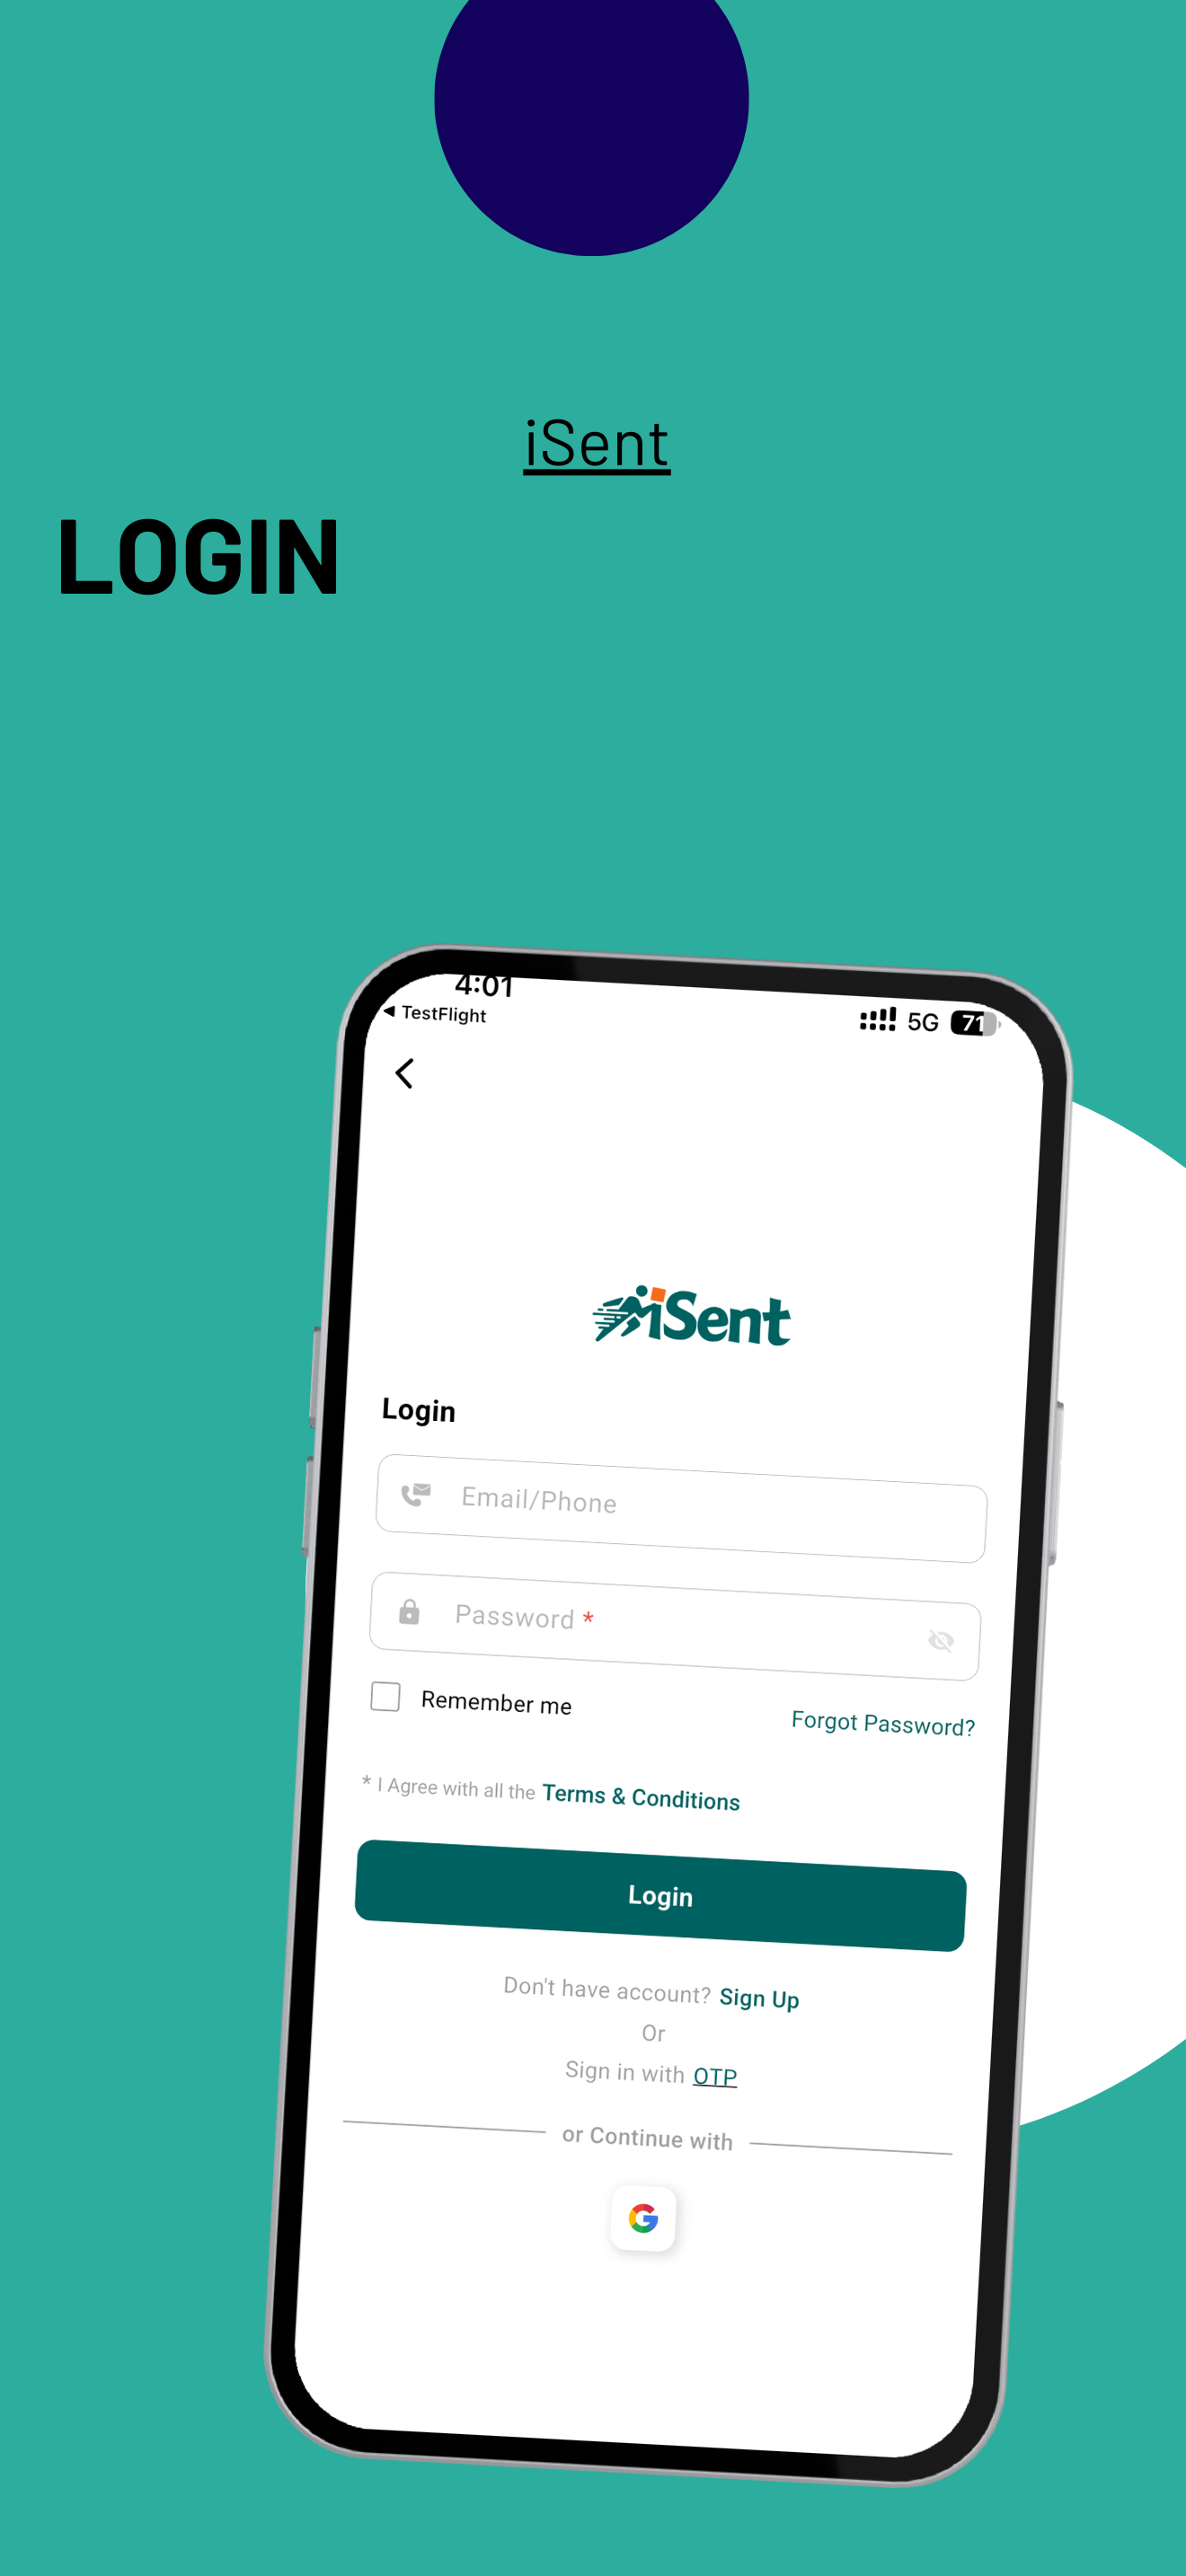 iSent
LOGIN
4:01
◀ TestFlight
5G 71
iSent
Login
Email/Phone
Password *
Remember me Forgot Password?
* I Agree with all the Terms & Conditions
Login
Don't have account? Sign Up
Or
Sign in with OTP
or Continue with
G